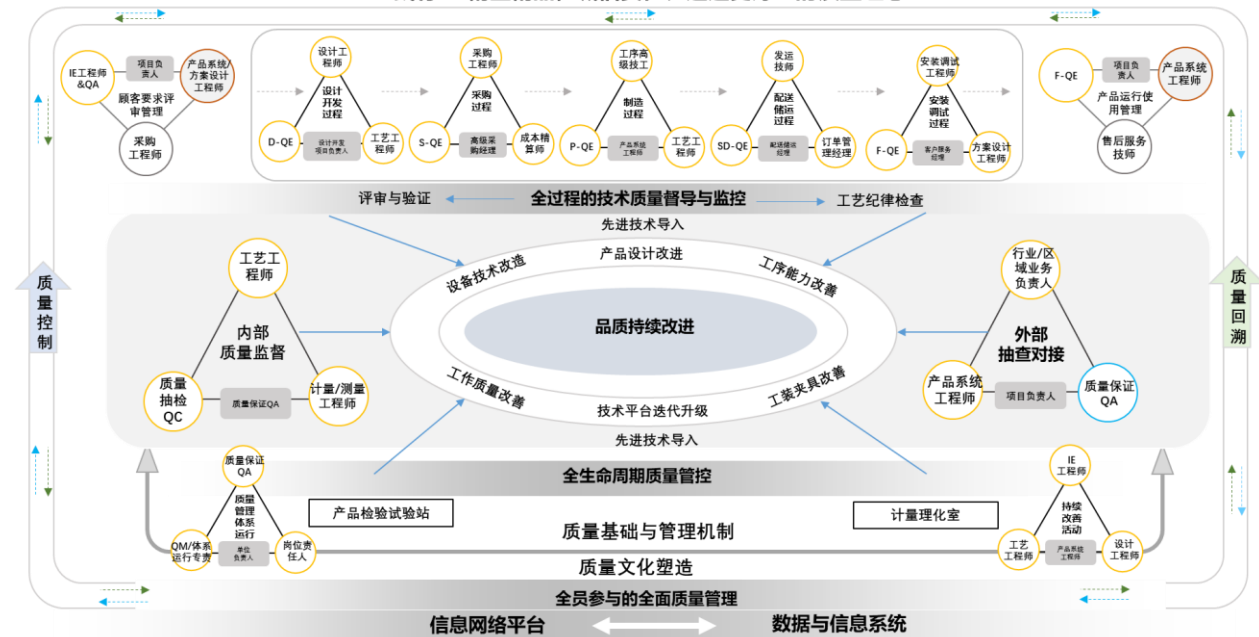 IE工程师
&QA
项目负
责人
产品系统/
方案设计
工程师
顾客要求评
审管理
采购
工程师
设计工
程师
设计
开发
过程
D-QE
设计开发
项目负责人
工艺工
程师
采购
工程师
采购
过程
S-QE
高级采
购经理
成本精
算师
工序高
级技工
制造
过程
P-QE
产品系统
工程师
工艺工
程师
发运
技师
配送
储运
过程
SD-QE
配送储运
经理
订单管
理经理
安装调试
工程师
安装
调试
过程
F-QE
客户服务
经理
方案设计
工程师
F-QE
项目负
责人
产品系统
工程师
产品运行使
用管理
售后服务
技师
评审与验证
全过程的技术质量督导与监控
工艺纪律检查
先进技术导入
质
量
控
制
工艺工
程师
内部
质量监督
质量
抽检
QC
质量保证QA
计量/测量
工程师
设备技术改造
产品设计改进
工序能力改善
品质持续改进
工作质量改善
技术平台迭代升级
工装夹具改善
先进技术导入
行业/区
域业务
负责人
外部
抽查对接
产品系统
工程师
项目负责人
质量保证
QA
质
量
回
溯
质量保证
QA
质量
管理
体系
运行
QM/体系
运行专责
单位
负责人
岗位责
任人
全生命周期质量管控
产品检验试验站
计量理化室
质量基础与管理机制
IE
工程师
持续
改善
活动
工艺
工程师
产品系统
工程师
设计
工程师
质量文化塑造
全员参与的全面质量管理
信息网络平台
数据与信息系统